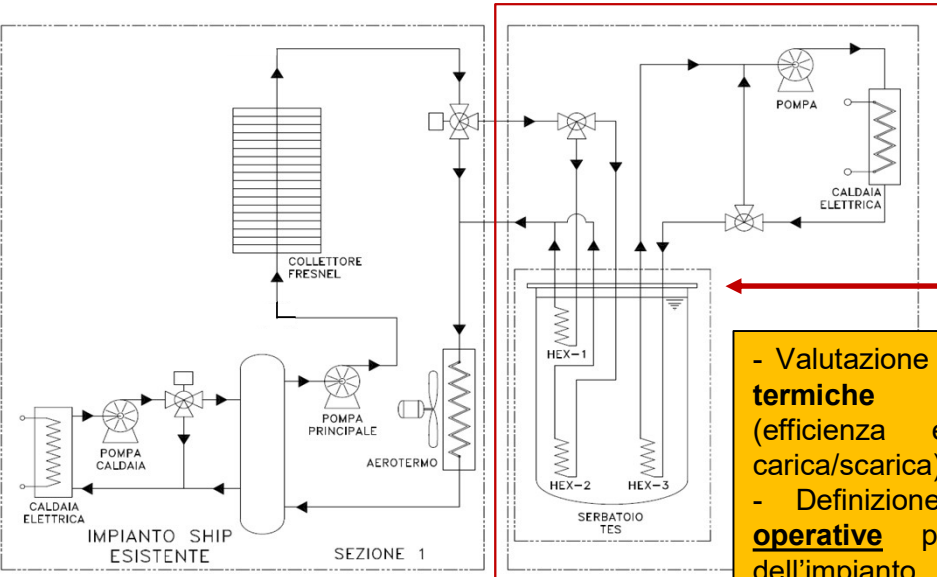 POMPA
CALDAIA
ELETTRICA
COLLETTORE
FRESNEL
HEX-1
POMPA
PRINCIPALE
AEROTERMO
POMPA
CALDAIA
CALDAIA
ELETTRICA
IMPIANTO SHIP
ESISTENTE
SEZIONE 1
HEX-2
HEX-3
SERBATOIO
TES
- Valutazione
termiche
(efficienza e
carica/scarica)
- Definizione
operative p
dell'impianto